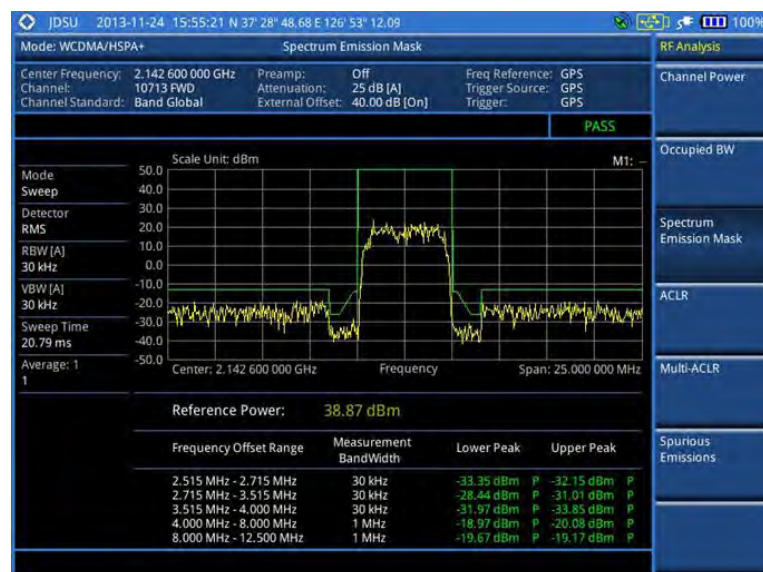 JDSU 2013-11-24 15:55:21 N 37' 28" 48.68 E 126' 53" 12.09 100%
Mode: WCDMA/HSPA+ Spectrum Emission Mask
RF Analysis
Center Frequency: 2.142 600 000 GHz Preamp: Off Freq Reference: GPS
Channel: 10713 FWD Attenuation: 25 dB [A] Trigger Source: GPS
Channel Standard: Band Global External Offset: 40.00 dB [On] Trigger: GPS
PASS
Channel Power
Occupied BW
Spectrum
Emission Mask
ACLR
Multi-ACLR
Spurious
Emissions
Mode
Sweep
Detector
RMS
RBW [A]
30 kHz
VBW [A]
30 kHz
Sweep Time
20.79 ms
Average: 1
1
Scale Unit: dBm M1: --
50.0
40.0
30.0
20.0
10.0
0.0
-10.0
-20.0
-30.0
-40.0
-50.0
Center: 2.142 600 000 GHz Frequency Span: 25.000 000 MHz
Reference Power: 38.87 dBm
Frequency Offset Range Measurement BandWidth Lower Peak Upper Peak
2.515 MHz - 2.715 MHz 30 kHz -33.35 dBm P -32.15 dBm P
2.715 MHz - 3.515 MHz 30 kHz -28.44 dBm P -31.01 dBm P
3.515 MHz - 4.000 MHz 30 kHz -31.97 dBm P -33.85 dBm P
4.000 MHz - 8.000 MHz 1 MHz -18.97 dBm P -20.08 dBm P
8.000 MHz - 12.500 MHz 1 MHz -19.67 dBm P -19.17 dBm P